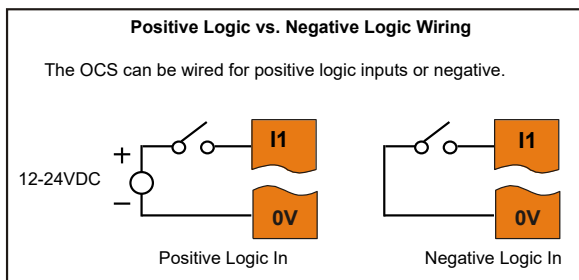 Positive Logic vs. Negative Logic Wiring
The OCS can be wired for positive logic inputs or negative.
I1
I1
+
12-24VDC
–
0V
0V
Positive Logic In
Negative Logic In